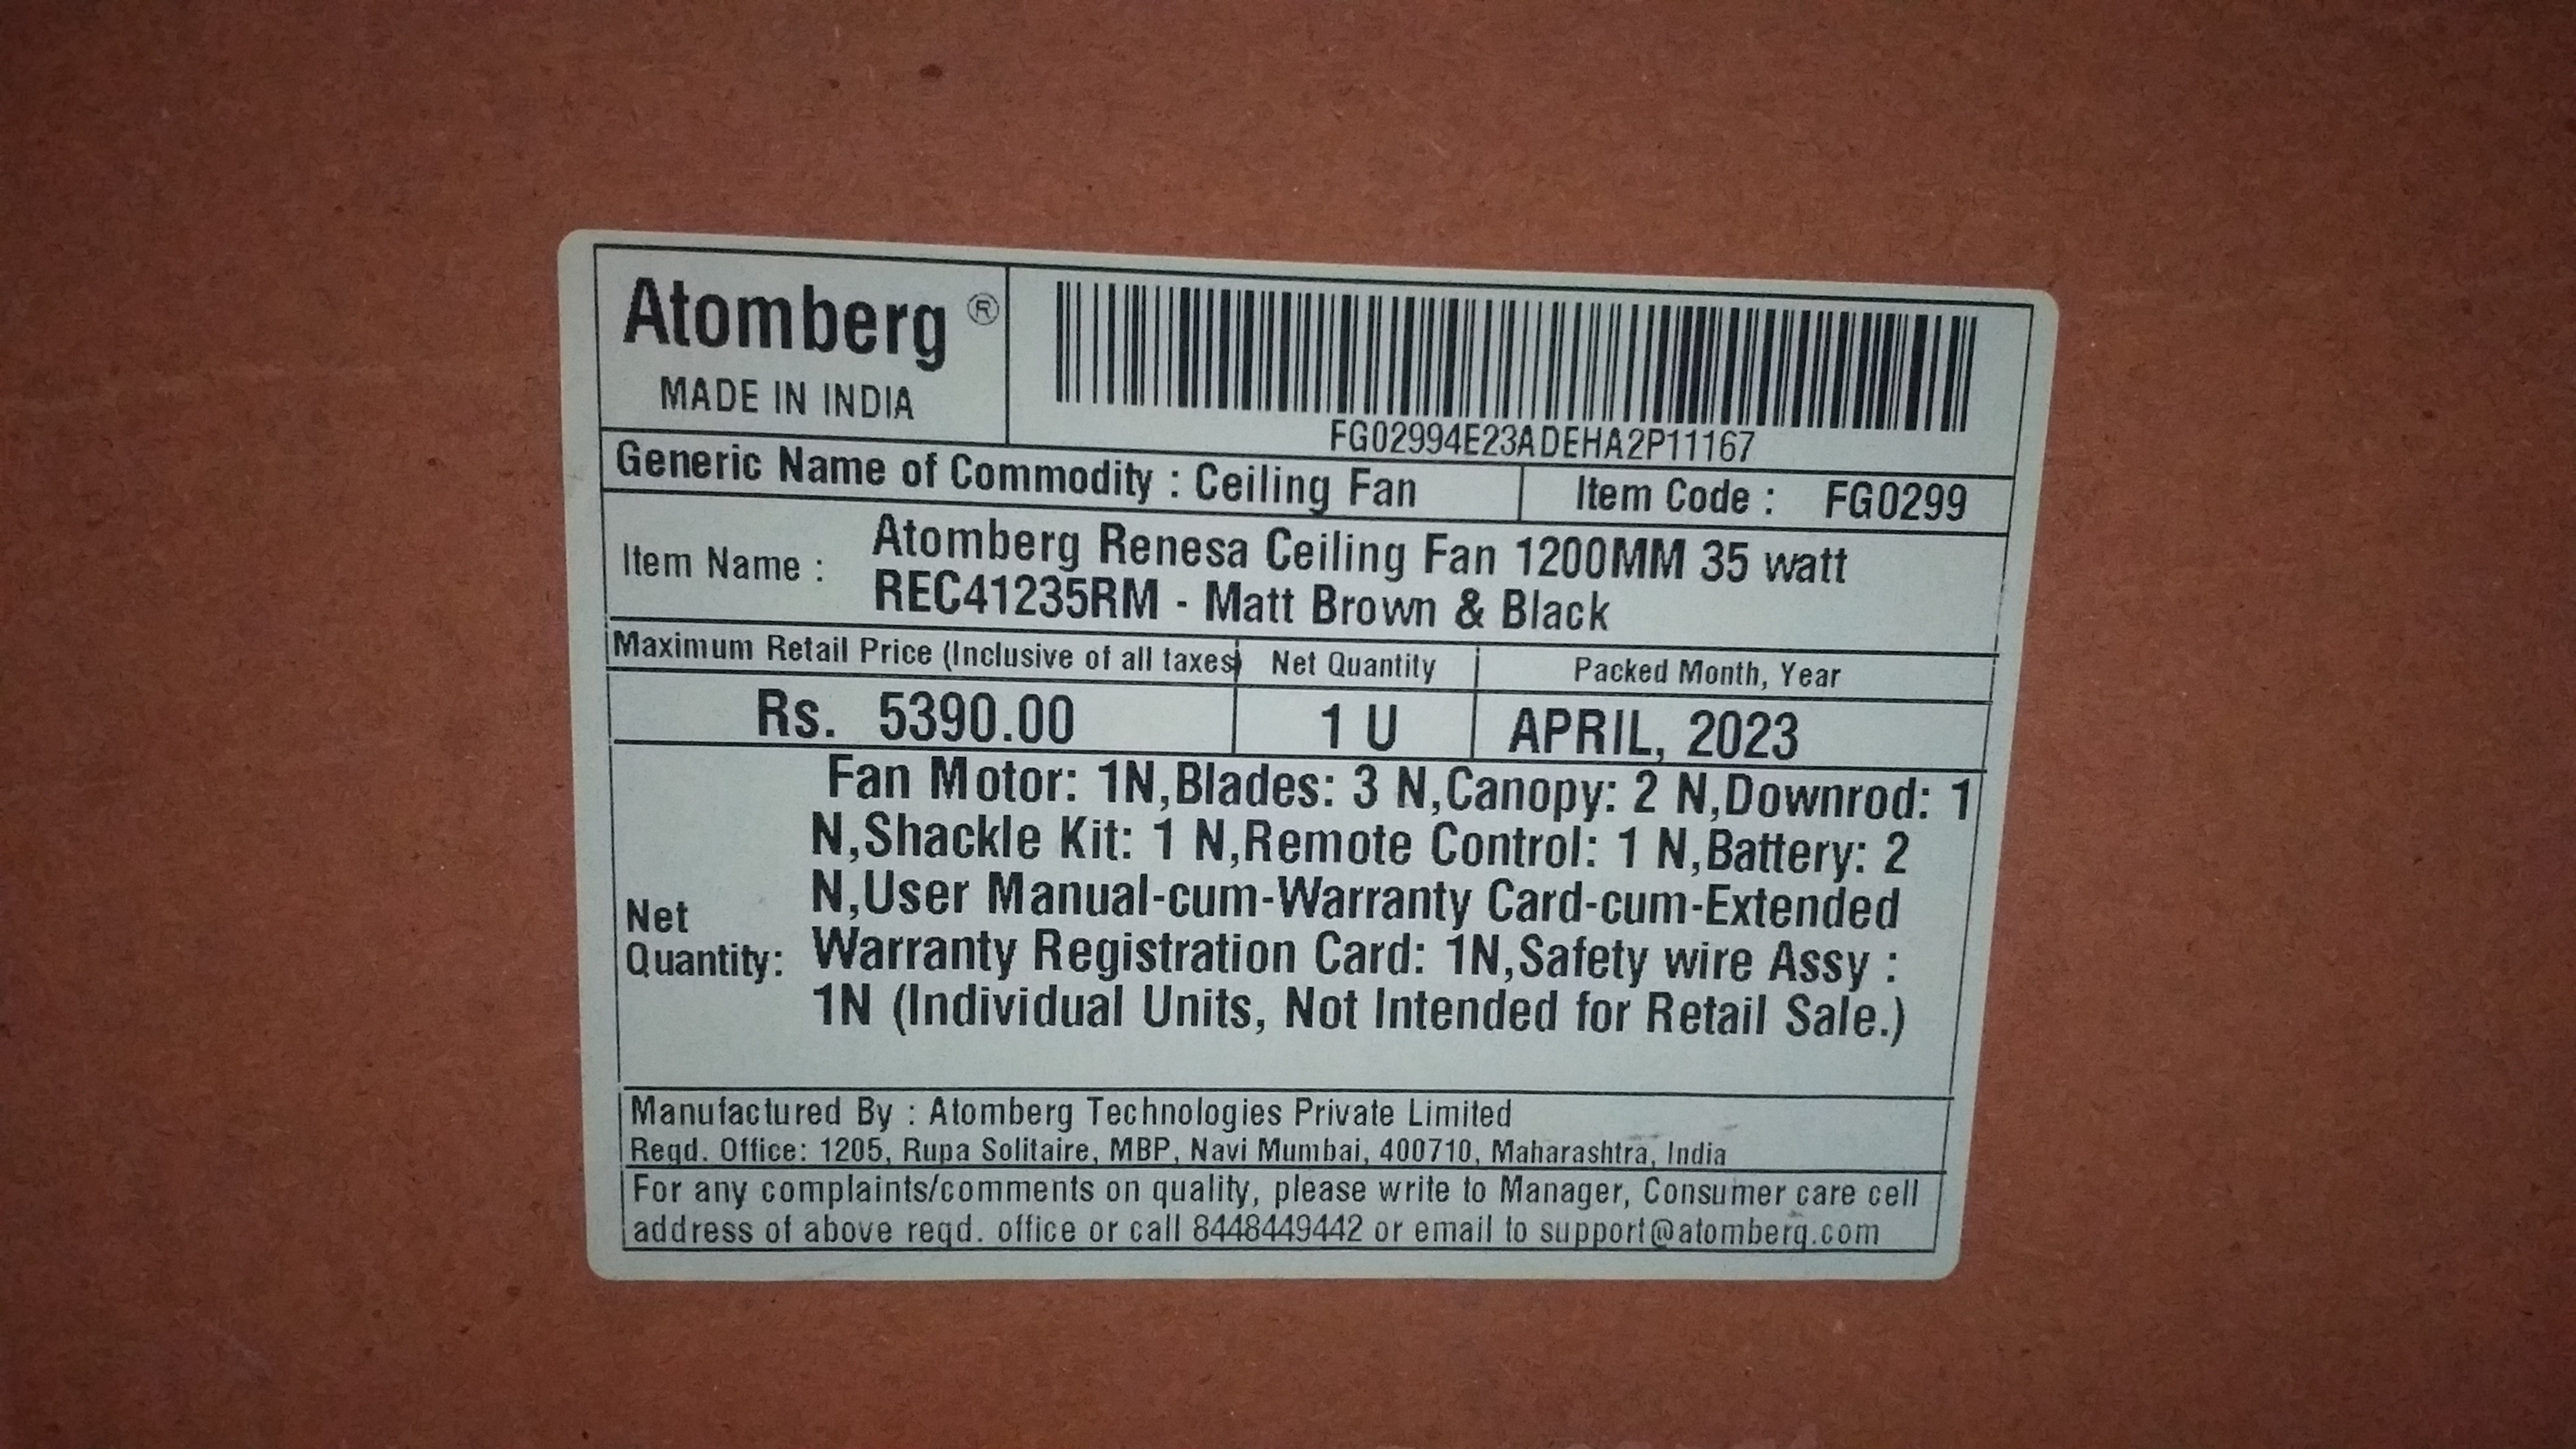 Atomberg ®
MADE IN INDIA
FG02994E23ADEHA2P11167
Generic Name of Commodity : Ceiling Fan
Item Code : FG0299
Item Name : Atomberg Renesa Ceiling Fan 1200MM 35 watt
REC41235RM - Matt Brown & Black
Maximum Retail Price (Inclusive of all taxes) Net Quantity Packed Month, Year
Rs. 5390.00 1 U APRIL, 2023
Fan Motor: 1N,Blades: 3 N,Canopy: 2 N,Downrod: 1
N,Shackle Kit: 1 N,Remote Control: 1 N,Battery: 2
N,User Manual-cum-Warranty Card-cum-Extended
Net
Quantity: Warranty Registration Card: 1N,Safety wire Assy :
1N (Individual Units, Not Intended for Retail Sale.)
Manufactured By : Atomberg Technologies Private Limited
Regd. Office: 1205, Rupa Solitaire, MBP, Navi Mumbai, 400710, Maharashtra, India
For any complaints/comments on quality, please write to Manager, Consumer care cell
address of above regd. office or call 8448449442 or email to support@atomberg.com